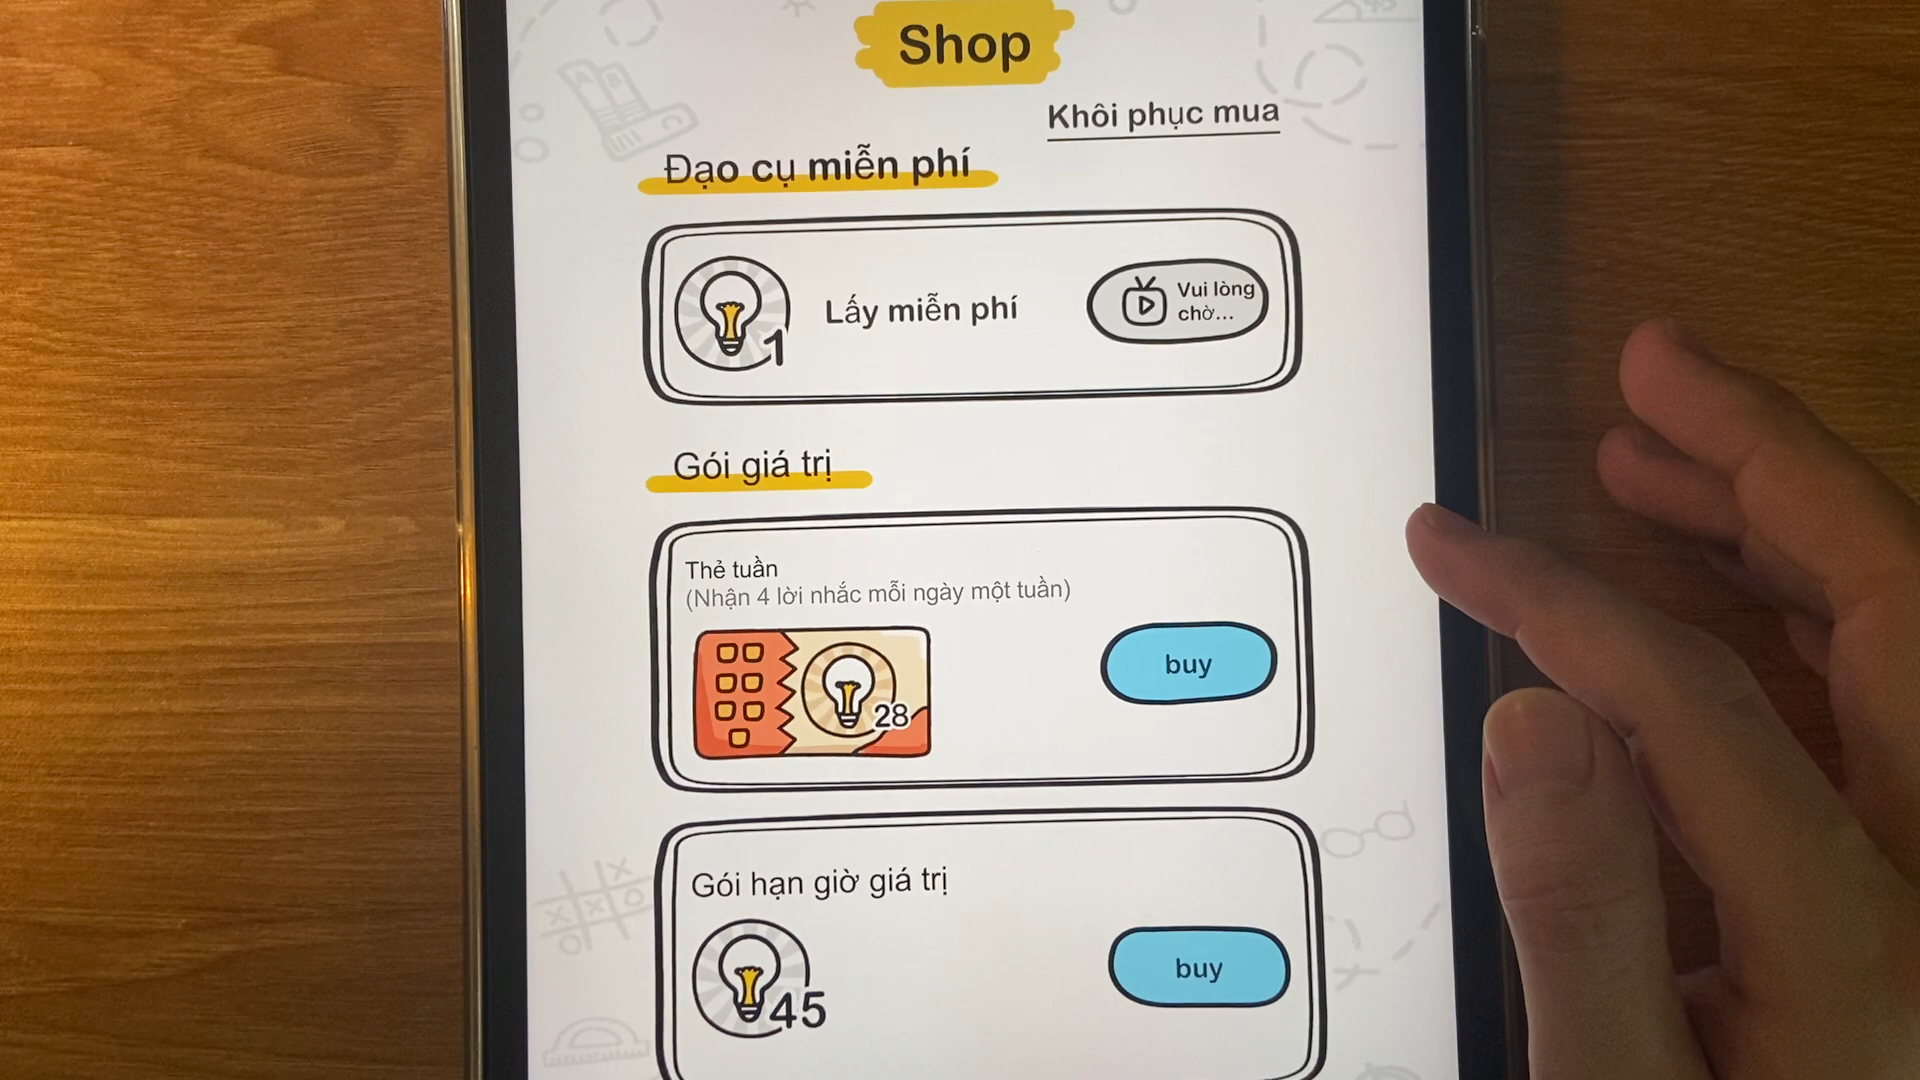 Shop
Khôi phục mua
Đạo cụ miễn phí
1
Lấy miễn phí
Vui lòng
chờ...
Gói giá trị
Thẻ tuần
(Nhận 4 lời nhắc mỗi ngày một tuần)
28
buy
Gói hạn giờ giá trị
45
buy